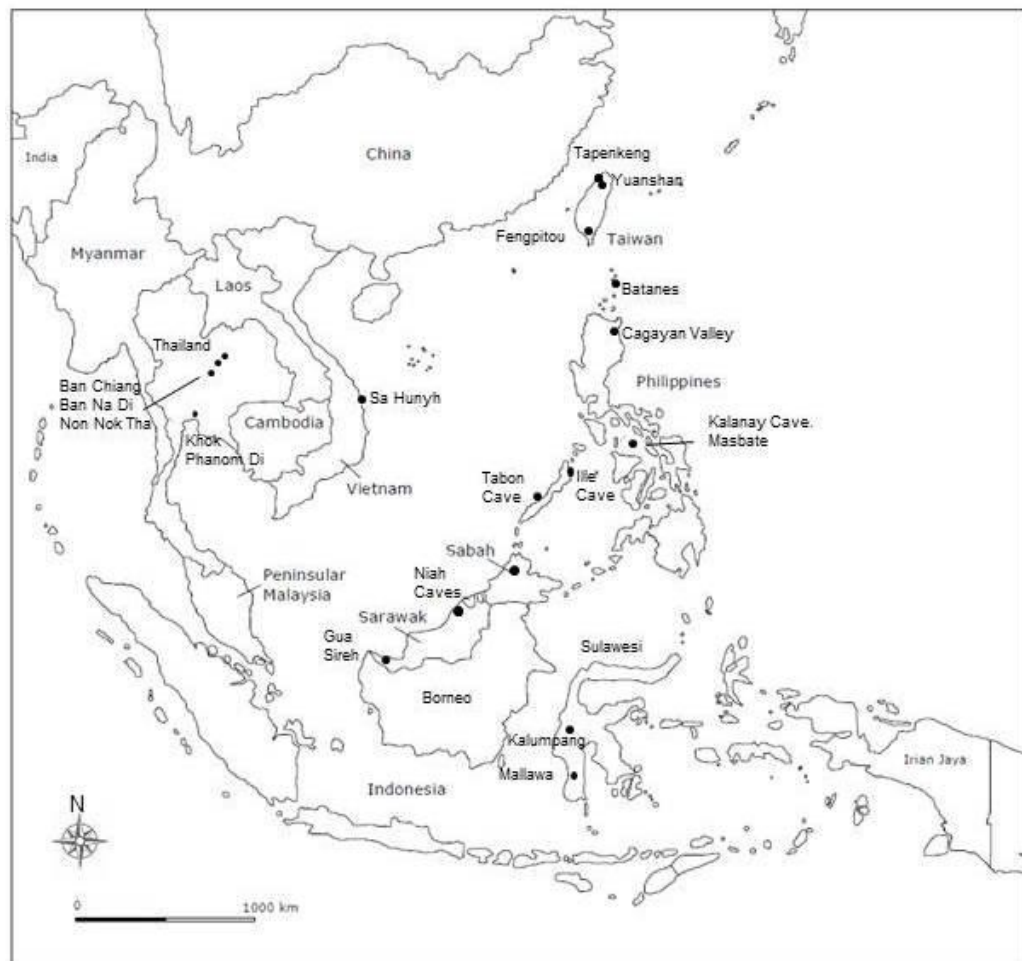 China
India
Tapenkeng
Yuanshan
Fengpitou
Taiwan
Myanmar
Laos
Batanes
Thailand
Cagayan Valley
Ban Chiang
Ban Na Di
Non Nok Tha
Philippines
Sa Hunyh
Cambodia
Kalanay Cave.
Masbate
Khok
Phanom Di
Vietnam
Tabon
Cave
Ille'
Cave
Sabah
Niah
Caves
Peninsular
Malaysia
Sarawak
Gua
Sireh
Sulawesi
Borneo
Kalumpang
Irian Jaya
Mallawa
Indonesia
N
0
1000 km